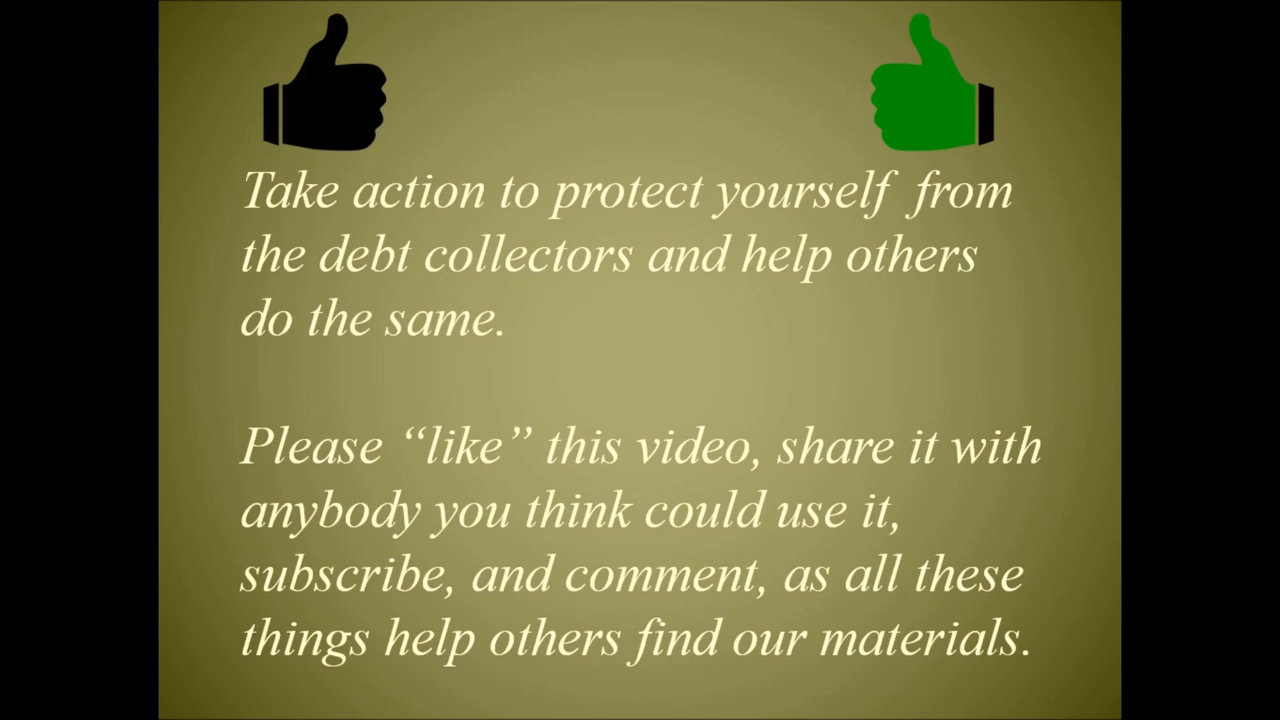 Take action to protect yourself from
the debt collectors and help others
do the same.
Please “like” this video, share it with
anybody you think could use it,
subscribe, and comment, as all these
things help others find our materials.